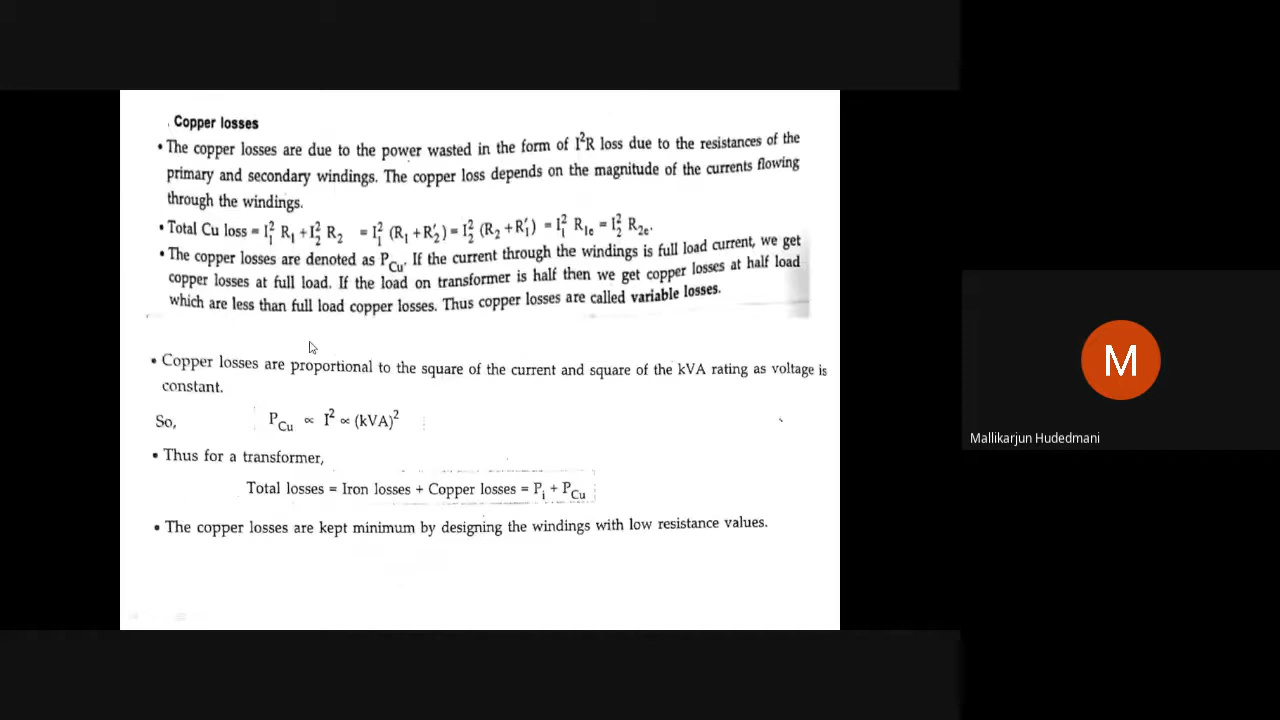 Copper losses
• The copper losses are due to the power wasted in the form of I²R loss due to the resistances of the
primary and secondary windings. The copper loss depends on the magnitude of the currents flowing
through the windings.
• Total Cu loss = I₁² R₁ + I₂² R₂ = I₁² (R₁ + R₂′) = I₂² (R₂ + R₁′) = I₁² R₁ₑ = I₂² R₂ₑ.
• The copper losses are denoted as P_Cu. If the current through the windings is full load current, we get
copper losses at full load. If the load on transformer is half then we get copper losses at half load
which are less than full load copper losses. Thus copper losses are called variable losses.
• Copper losses are proportional to the square of the current and square of the kVA rating as voltage is
constant.
So, P_Cu ∝ I² ∝ (kVA)²
• Thus for a transformer,
Total losses = Iron losses + Copper losses = P_i + P_Cu
• The copper losses are kept minimum by designing the windings with low resistance values.
M
Mallikarjun Hudedmani